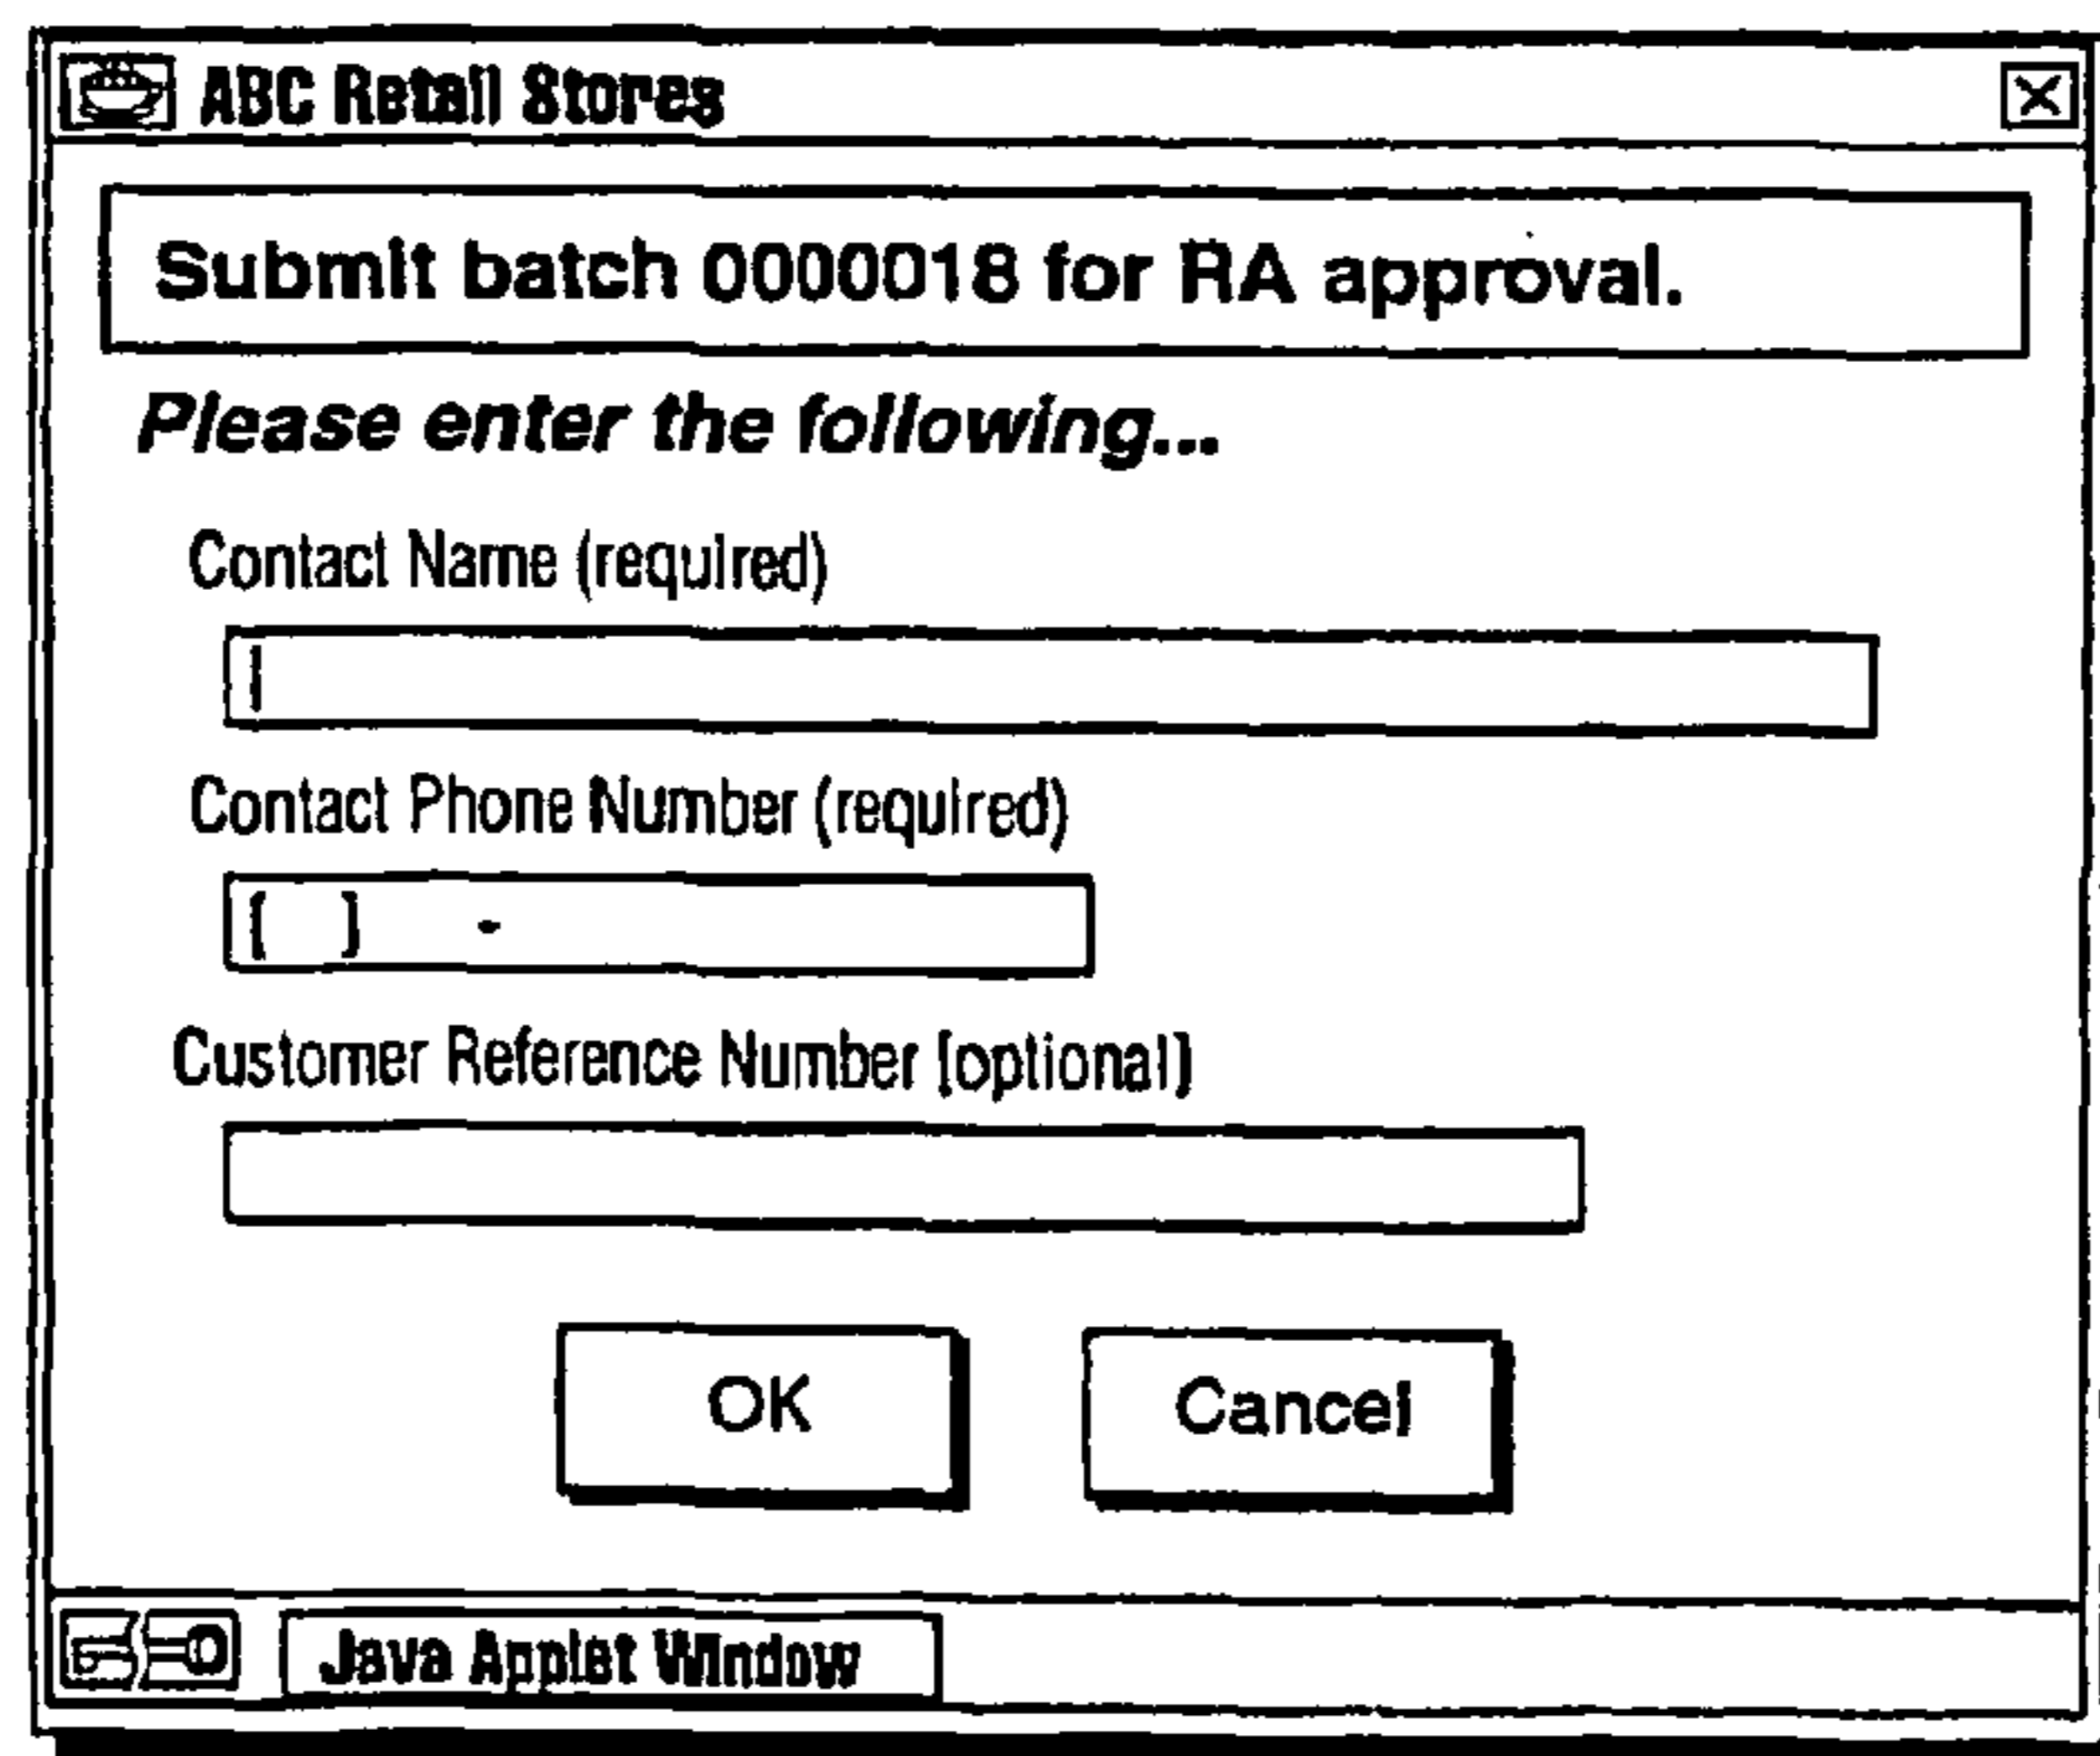 ABC Retail Stores
Submit batch 0000018 for RA approval.
Please enter the following...
Contact Name (required)
Contact Phone Number (required)
( ) -
Customer Reference Number (optional)
OK Cancel
Java Applet Window